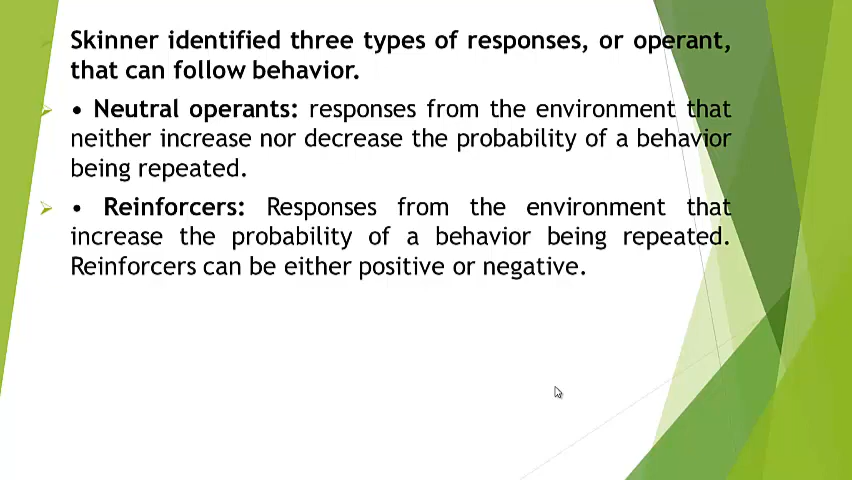 Skinner identified three types of responses, or operant,
that can follow behavior.
• Neutral operants: responses from the environment that
neither increase nor decrease the probability of a behavior
being repeated.
• Reinforcers: Responses from the environment that
increase the probability of a behavior being repeated.
Reinforcers can be either positive or negative.